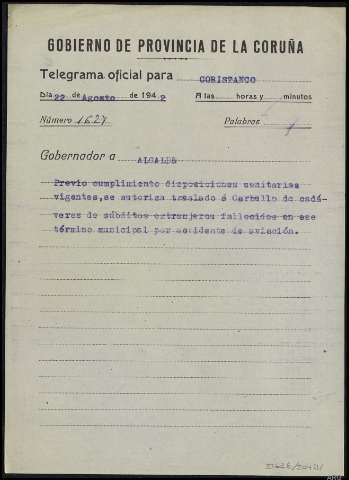 GOBIERNO DE PROVINCIA DE LA CORUÑA
Telegrama oficial para CORISTANCO
Día 22 de Agosto de 1942 A las horas y minutos
Número 1627 Palabras
Gobernador a ALCALDE
Previo cumplimiento disposiciones sanitarias
vigentes, se autoriza traslado á Carballo de cadá-
veres de súbditos extranjeros fallecidos en ese
término municipal por accidente de aviación.